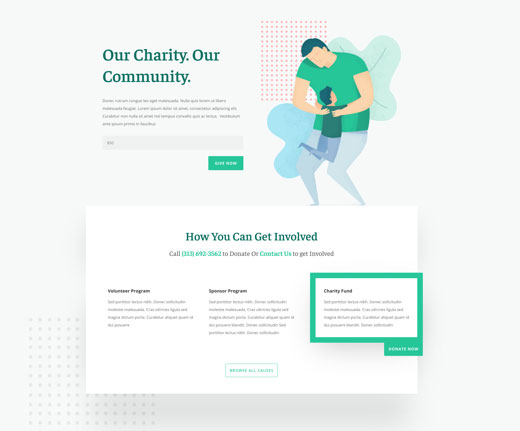 Our Charity. Our
Community.
Donec rutrum congue leo eget malesuada. Nulla quis lorem ut libero
malesuada feugiat. Lorem ipsum dolor sit amet, consectetur adipiscing elit.
Curabitur non nulla sit amet nisl tempus convallis quis ac lectus. Vestibulum
ante ipsum primis in faucibus
$50
GIVE NOW
How You Can Get Involved
Call (313) 692-3562 to Donate Or Contact Us to get Involved
Volunteer Program
Sed porttitor lectus nibh. Donec sollicitudin
molestie malesuada. Cras ultricies ligula sed
magna dictum porta. Curabitur aliquet quam id
dui posuere
Sponsor Program
Sed porttitor lectus nibh. Donec sollicitudin
molestie malesuada. Cras ultricies ligula sed
magna dictum porta. Curabitur aliquet quam id
dui posuere blandit. Donec sollicitudin Sed
porttitor lectus nibh. Donec sollicitudin
Charity Fund
Sed porttitor lectus nibh. Donec sollicitudin
molestie malesuada. Cras ultricies ligula sed
magna dictum porta. Curabitur aliquet quam id
dui posuere blandit. Donec sollicitudin
DONATE NOW
BROWSE ALL CAUSES